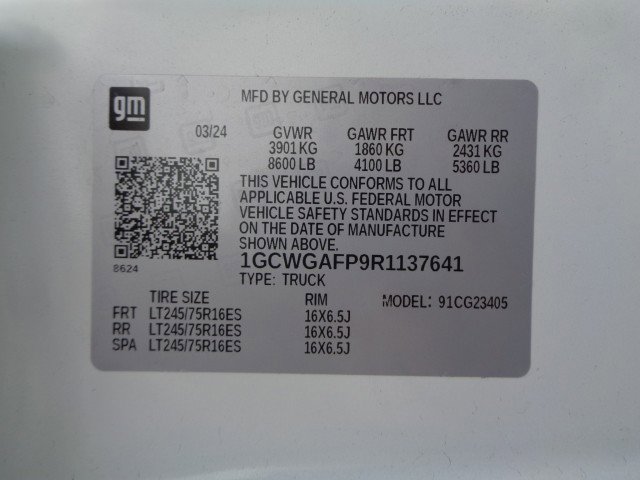 gm
MFD BY GENERAL MOTORS LLC
03/24 GVWR GAWR FRT GAWR RR
3901 KG 1860 KG 2431 KG
8600 LB 4100 LB 5360 LB
THIS VEHICLE CONFORMS TO ALL
APPLICABLE U.S. FEDERAL MOTOR
VEHICLE SAFETY STANDARDS IN EFFECT
ON THE DATE OF MANUFACTURE
SHOWN ABOVE.
8624
1GCWGAFP9R1137641
TYPE: TRUCK
TIRE SIZE RIM MODEL: 91CG23405
FRT LT245/75R16ES 16X6.5J
RR LT245/75R16ES 16X6.5J
SPA LT245/75R16ES 16X6.5J